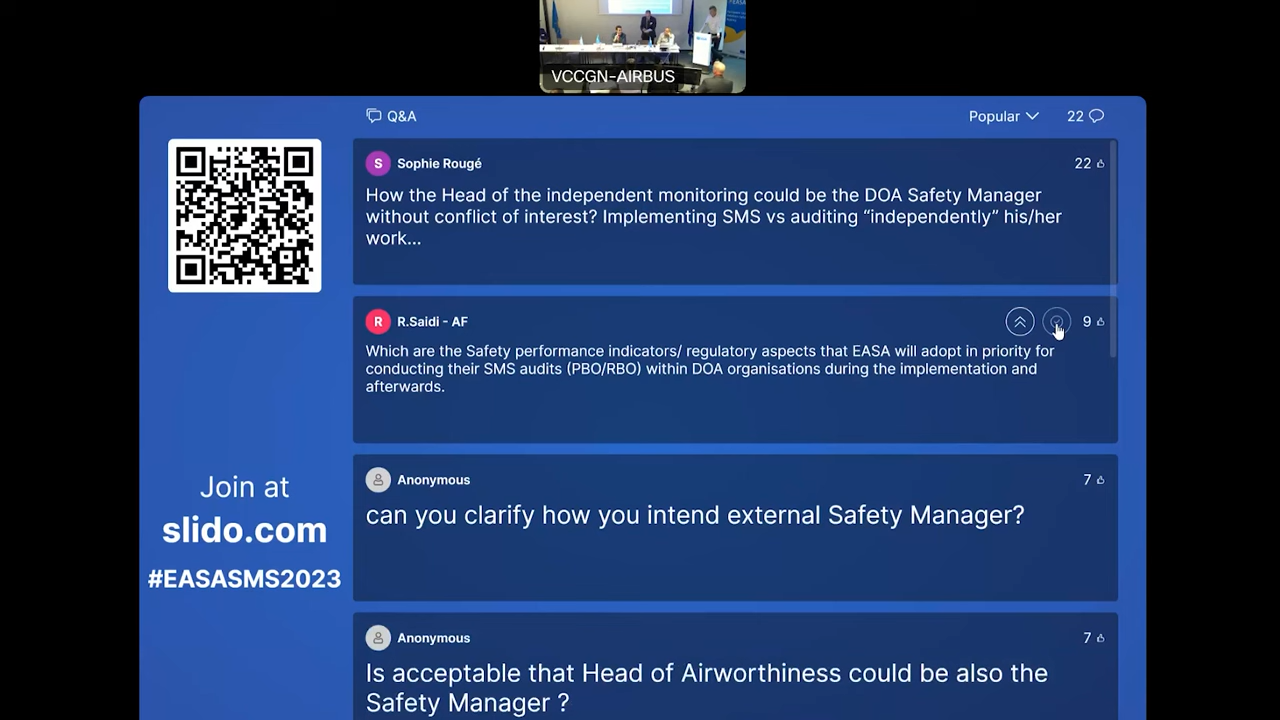 VCCGN-AIRBUS
Q&A
Popular
22
S
Sophie Rougé
22
How the Head of the independent monitoring could be the DOA Safety Manager
without conflict of interest? Implementing SMS vs auditing “independently” his/her
work...
R
R.Saidi - AF
9
Which are the Safety performance indicators/ regulatory aspects that EASA will adopt in priority for
conducting their SMS audits (PBO/RBO) within DOA organisations during the implementation and
afterwards.
Anonymous
7
can you clarify how you intend external Safety Manager?
Anonymous
7
Is acceptable that Head of Airworthiness could be also the
Safety Manager ?
Join at
slido.com
#EASASMS2023